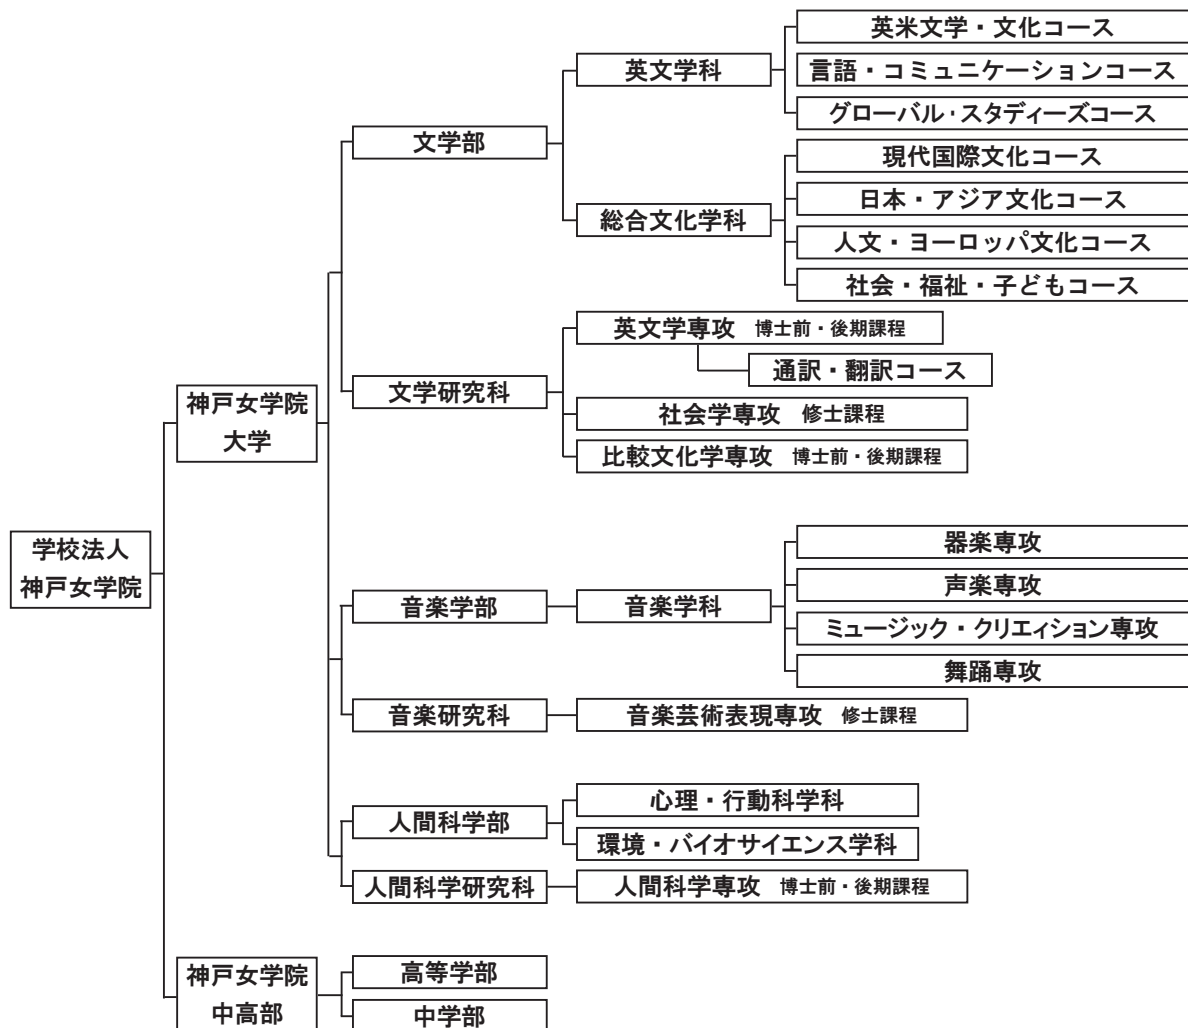 学校法人
神戸女学院
神戸女学院
大学
文学部
英文学科
英米文学・文化コース
言語・コミュニケーションコース
グローバル・スタディーズコース
総合文化学科
現代国際文化コース
日本・アジア文化コース
人文・ヨーロッパ文化コース
社会・福祉・子どもコース
文学研究科
英文学専攻 博士前・後期課程
通訳・翻訳コース
社会学専攻 修士課程
比較文化学専攻 博士前・後期課程
音楽学部
音楽学科
器楽専攻
声楽専攻
ミュージック・クリエイション専攻
舞踊専攻
音楽研究科
音楽芸術表現専攻 修士課程
人間科学部
心理・行動科学科
環境・バイオサイエンス学科
人間科学研究科
人間科学専攻 博士前・後期課程
神戸女学院
中高部
高等学部
中学部